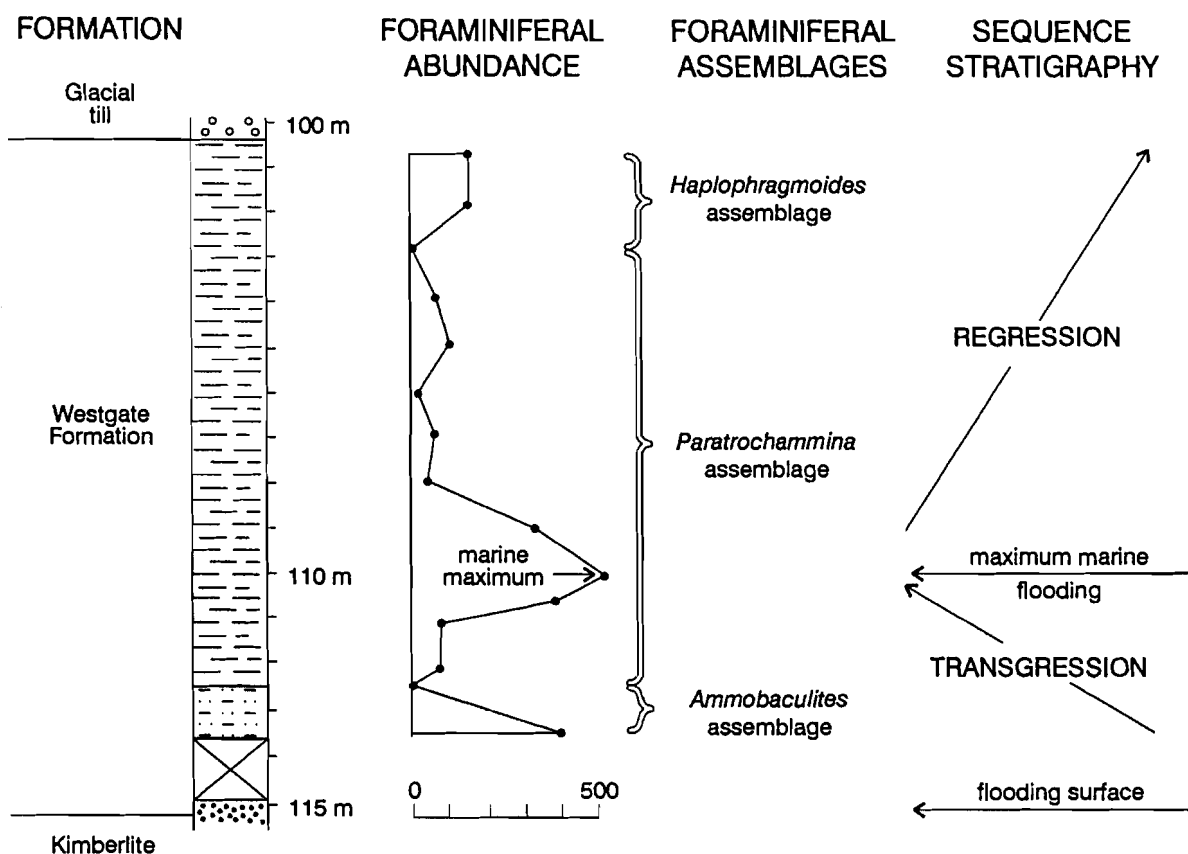 FORMATION
FORAMINIFERAL
ABUNDANCE
FORAMINIFERAL
ASSEMBLAGES
SEQUENCE
STRATIGRAPHY
Glacial
till
100 m
Haplophragmoides
assemblage
REGRESSION
Westgate
Formation
Paratrochammina
assemblage
marine
maximum
110 m
maximum marine
flooding
TRANSGRESSION
Ammobaculites
assemblage
0
500
115 m
flooding surface
Kimberlite